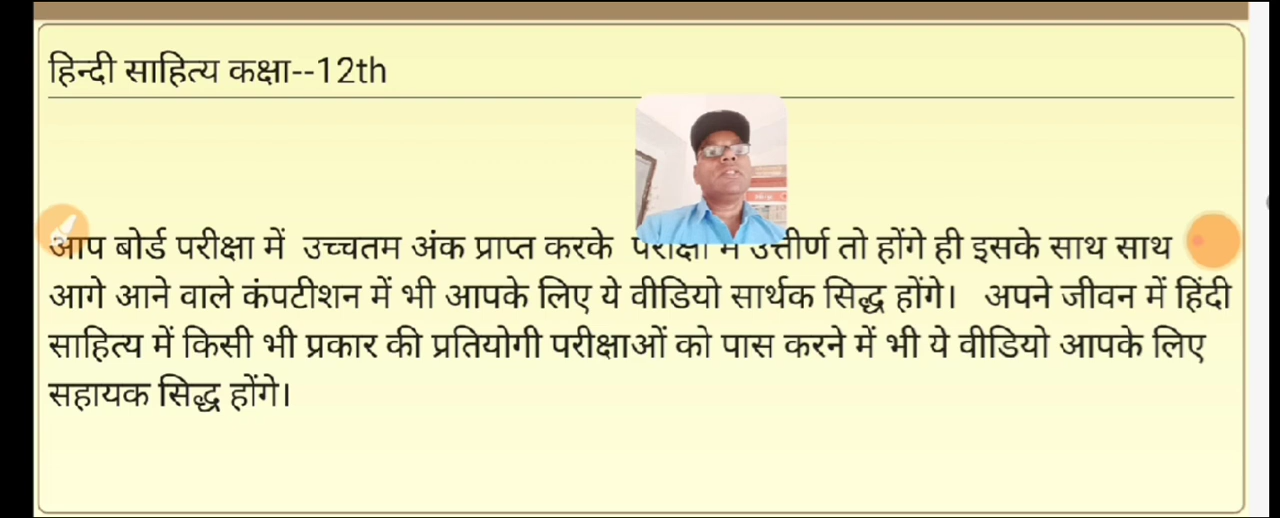 हिन्दी साहित्य कक्षा--12th
आप बोर्ड परीक्षा में उच्चतम अंक प्राप्त करके परीक्षा में उत्तीर्ण तो होंगे ही इसके साथ साथ
आगे आने वाले कंपटीशन में भी आपके लिए ये वीडियो सार्थक सिद्ध होंगे। अपने जीवन में हिंदी
साहित्य में किसी भी प्रकार की प्रतियोगी परीक्षाओं को पास करने में भी ये वीडियो आपके लिए
सहायक सिद्ध होंगे।